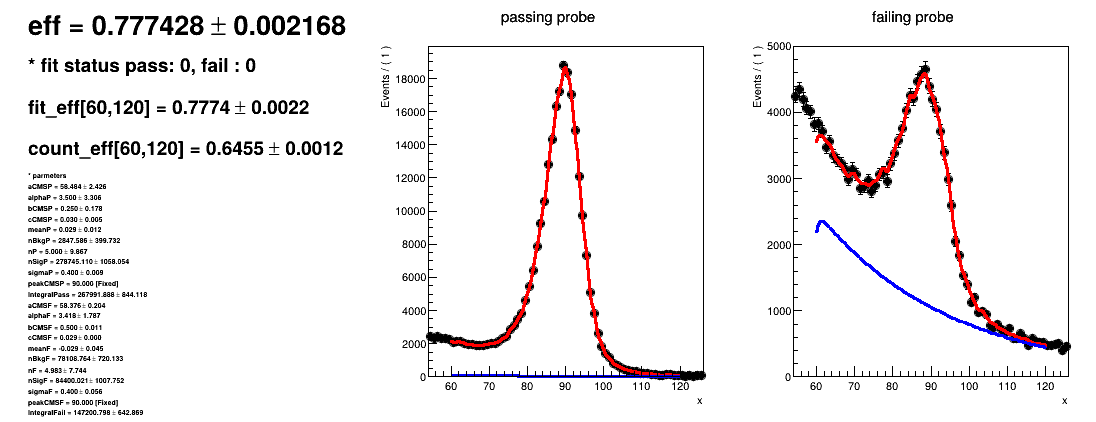 eff = 0.777428 ± 0.002168
* fit status pass: 0, fail : 0
fit_eff[60,120] = 0.7774 ± 0.0022
count_eff[60,120] = 0.6455 ± 0.0012
* parmeters
aCMSP = 58.484 ± 2.426
alphaP = 3.500 ± 3.306
bCMSP = 0.250 ± 0.178
cCMSP = 0.030 ± 0.005
meanP = 0.029 ± 0.012
nBkgP = 2847.586 ± 399.732
nP = 5.000 ± 9.867
nSigP = 278745.110 ± 1058.054
sigmaP = 0.400 ± 0.009
peakCMSP = 90.000 [Fixed]
integralPass = 267991.888 ± 844.118
aCMSF = 58.376 ± 0.204
alphaF = 3.418 ± 1.787
bCMSF = 0.500 ± 0.011
cCMSF = 0.029 ± 0.000
meanF = -0.029 ± 0.045
nBkgF = 78108.764 ± 720.133
nF = 4.983 ± 7.744
nSigF = 84400.021 ± 1007.752
sigmaF = 0.400 ± 0.056
peakCMSF = 90.000 [Fixed]
integralFail = 147200.798 ± 642.869
passing probe
Events / ( 1 )
18000
16000
14000
12000
10000
8000
6000
4000
2000
0
60 70 80 90 100 110 120
x
failing probe
Events / ( 1 )
5000
4000
3000
2000
1000
0
60 70 80 90 100 110 120
x